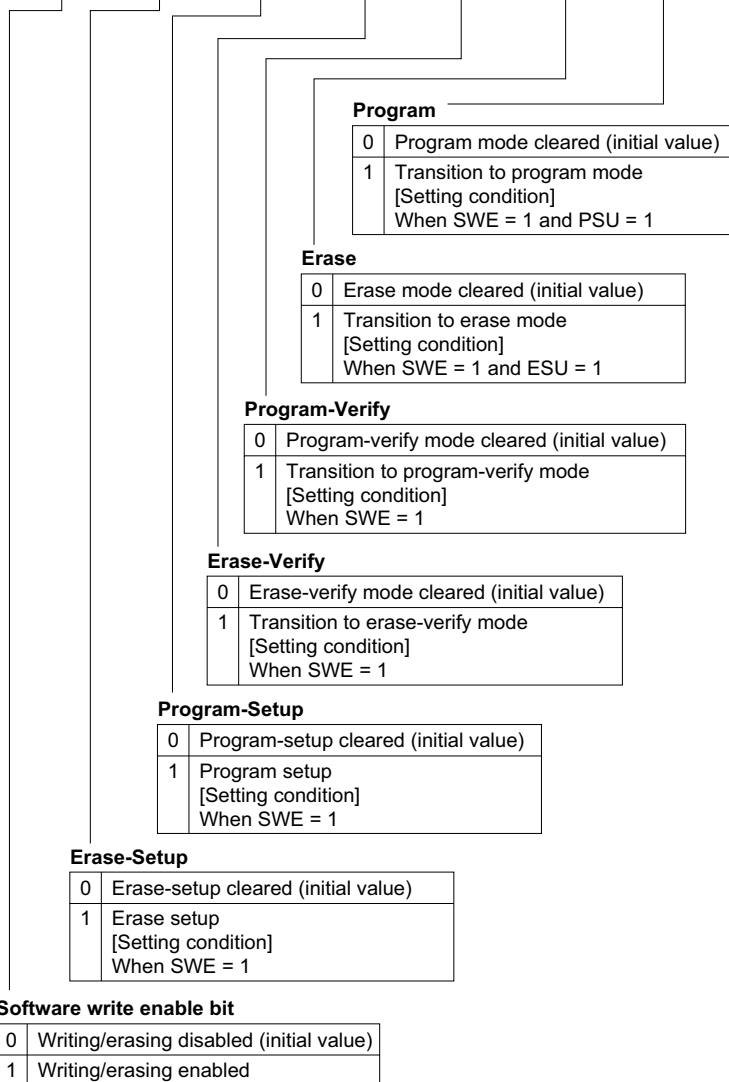 Program
0 Program mode cleared (initial value)
1 Transition to program mode
[Setting condition]
When SWE = 1 and PSU = 1
Erase
0 Erase mode cleared (initial value)
1 Transition to erase mode
[Setting condition]
When SWE = 1 and ESU = 1
Program-Verify
0 Program-verify mode cleared (initial value)
1 Transition to program-verify mode
[Setting condition]
When SWE = 1
Erase-Verify
0 Erase-verify mode cleared (initial value)
1 Transition to erase-verify mode
[Setting condition]
When SWE = 1
Program-Setup
0 Program-setup cleared (initial value)
1 Program setup
[Setting condition]
When SWE = 1
Erase-Setup
0 Erase-setup cleared (initial value)
1 Erase setup
[Setting condition]
When SWE = 1
Software write enable bit
0 Writing/erasing disabled (initial value)
1 Writing/erasing enabled